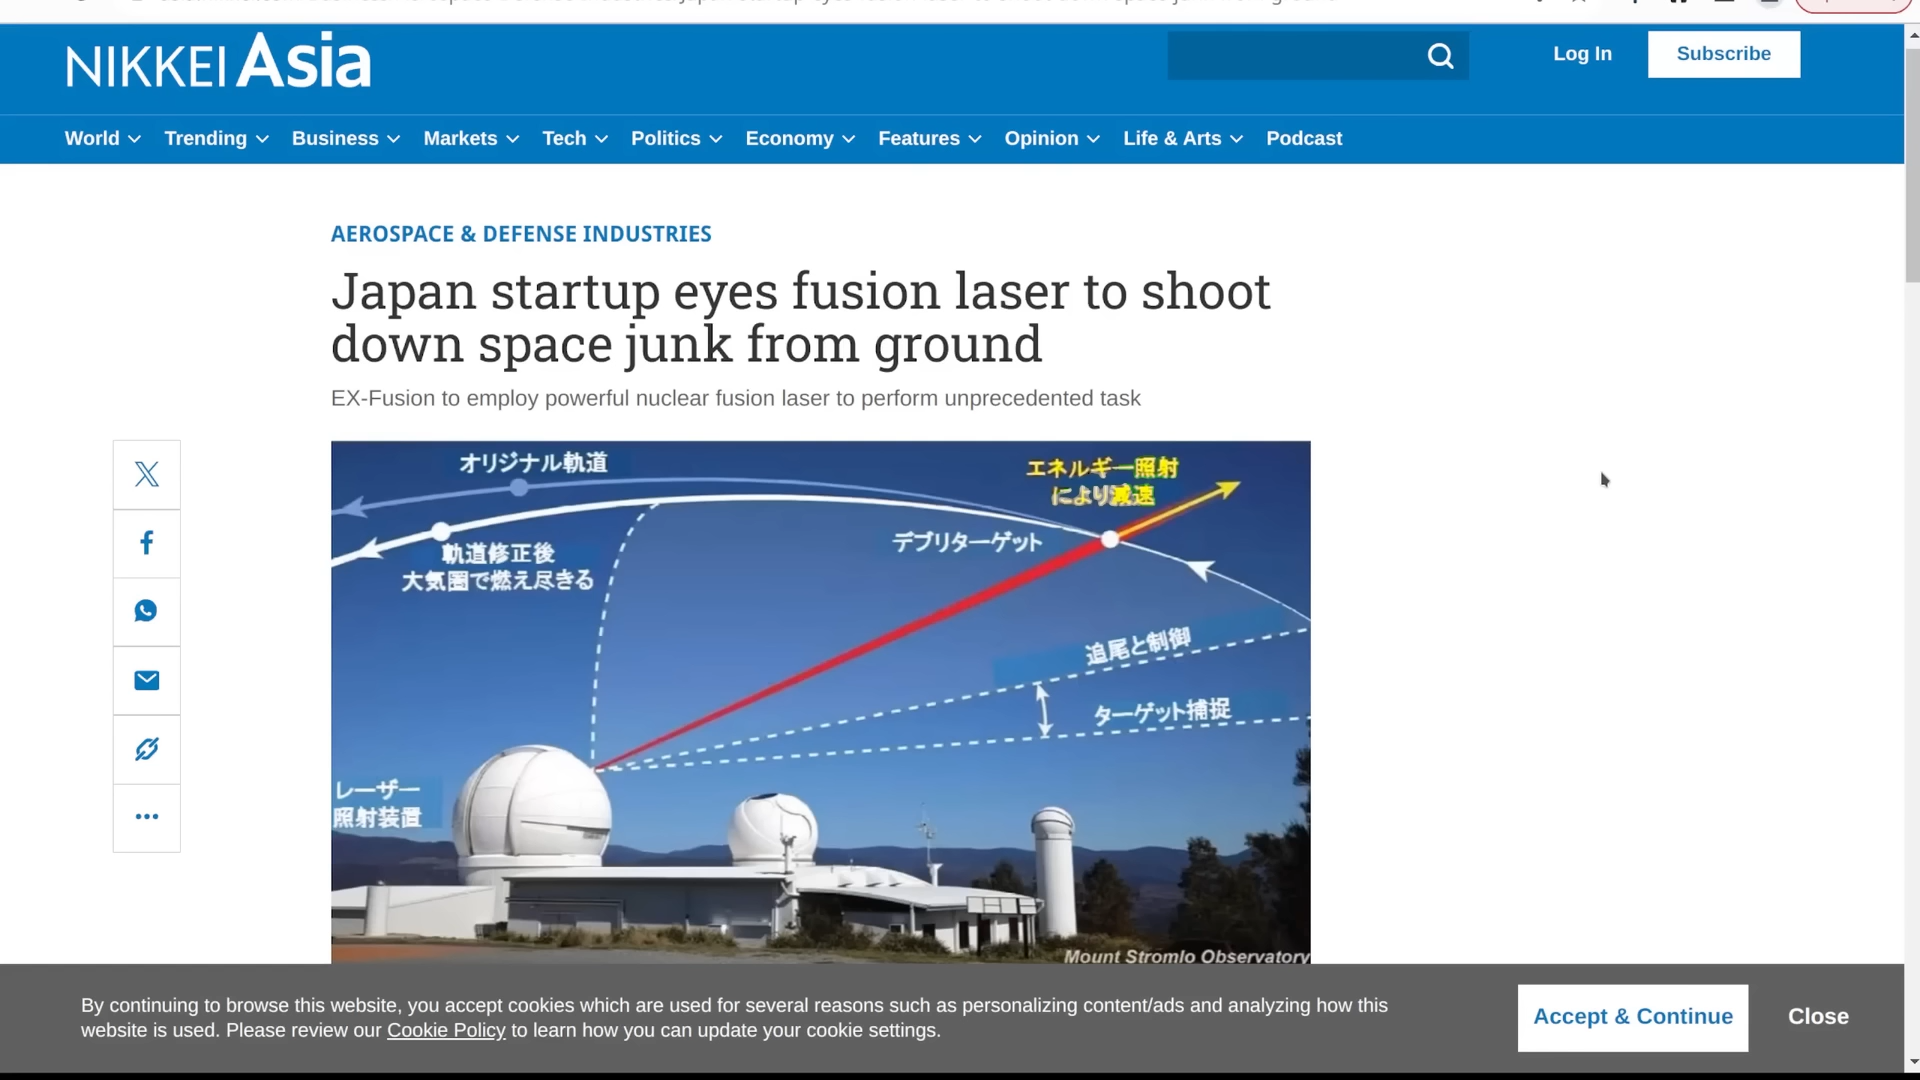 NIKKEI Asia
Log In
Subscribe
World
Trending
Business
Markets
Tech
Politics
Economy
Features
Opinion
Life & Arts
Podcast
AEROSPACE & DEFENSE INDUSTRIES
Japan startup eyes fusion laser to shoot
down space junk from ground
EX-Fusion to employ powerful nuclear fusion laser to perform unprecedented task
オリジナル軌道
エネルギー照射
により減速
デブリターゲット
軌道修正後
大気圏で燃え尽きる
追尾と制御
ターゲット捕捉
レーザー
照射装置
Mount Stromlo Observatory
By continuing to browse this website, you accept cookies which are used for several reasons such as personalizing content/ads and analyzing how this
website is used. Please review our Cookie Policy to learn how you can update your cookie settings.
Accept & Continue
Close